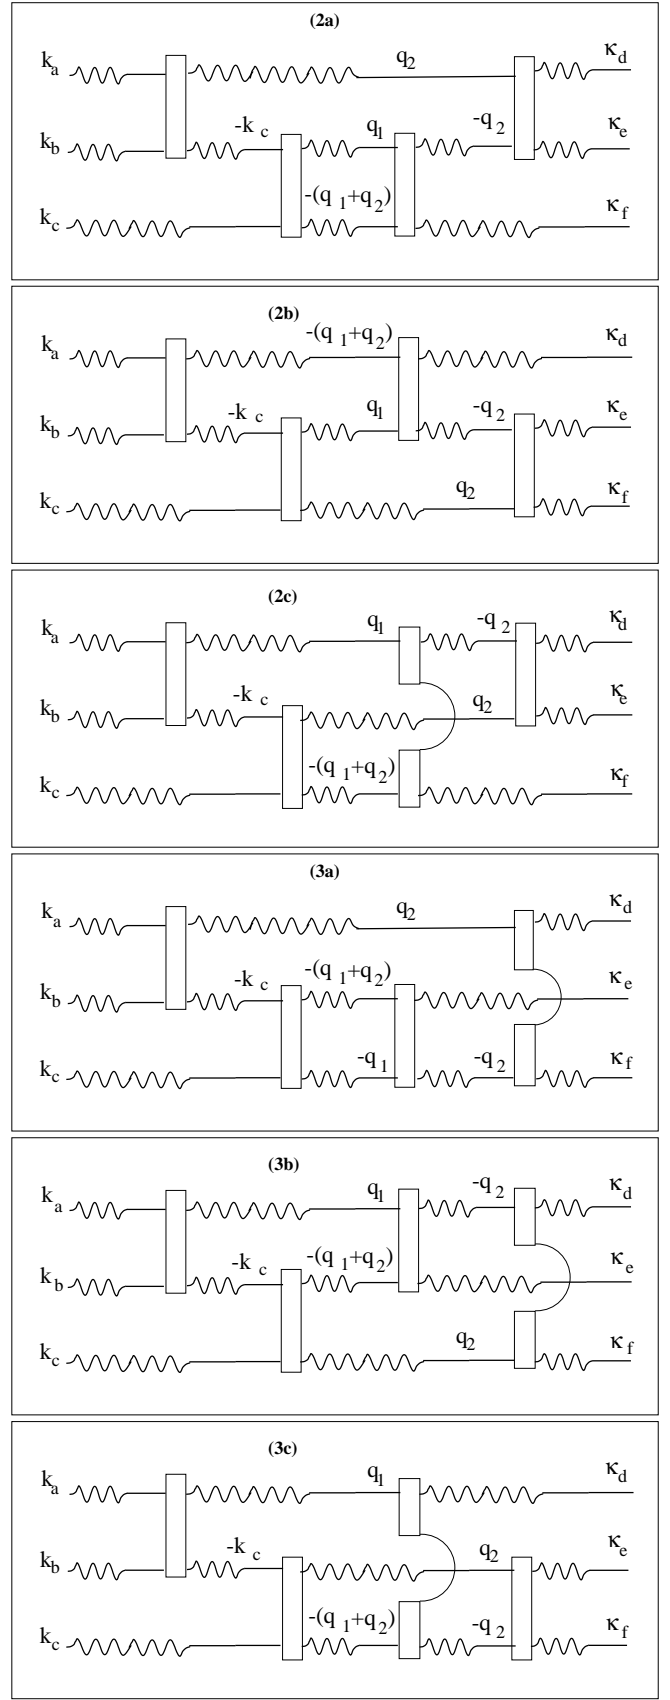 (2a)
k_a q_2 κ_d
k_b -k_c q_1 -q_2 κ_e
k_c -(q_1+q_2) κ_f
(2b)
k_a -(q_1+q_2) κ_d
k_b -k_c q_1 -q_2 κ_e
k_c q_2 κ_f
(2c)
k_a q_1 -q_2 κ_d
k_b -k_c q_2 κ_e
k_c -(q_1+q_2) κ_f
(3a)
k_a q_2 κ_d
k_b -k_c -(q_1+q_2) κ_e
k_c -q_1 -q_2 κ_f
(3b)
k_a q_1 -q_2 κ_d
k_b -k_c -(q_1+q_2) κ_e
k_c q_2 κ_f
(3c)
k_a q_1 κ_d
k_b -k_c q_2 κ_e
k_c -(q_1+q_2) -q_2 κ_f